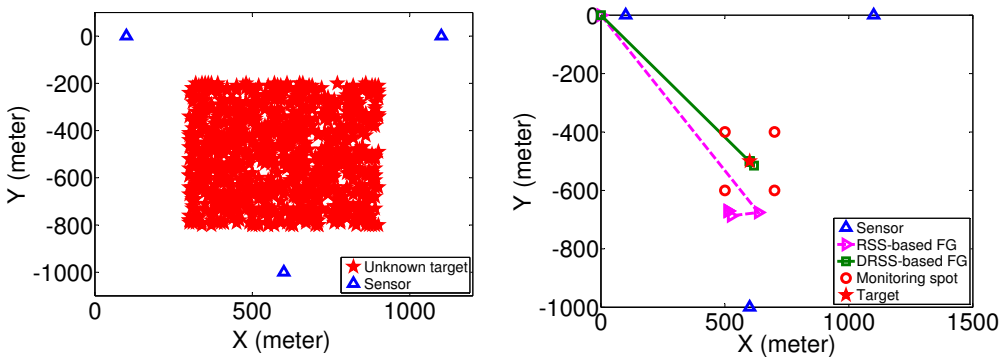 0
-200
-400
-600
-800
-1000
0
500
1000
Y (meter)
X (meter)
Unknown target
Sensor
0
-200
-400
-600
-800
-1000
0
500
1000
1500
Y (meter)
X (meter)
Sensor
RSS-based FG
DRSS-based FG
Monitoring spot
Target